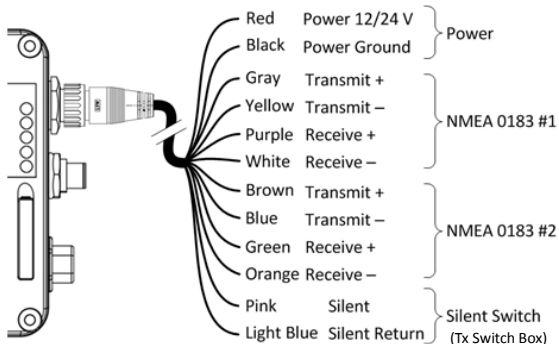 Red Power 12/24 V
Black Power Ground
Power
Gray Transmit +
Yellow Transmit –
Purple Receive +
White Receive –
NMEA 0183 #1
Brown Transmit +
Blue Transmit –
Green Receive +
Orange Receive –
NMEA 0183 #2
Pink Silent
Light Blue Silent Return
Silent Switch
(Tx Switch Box)